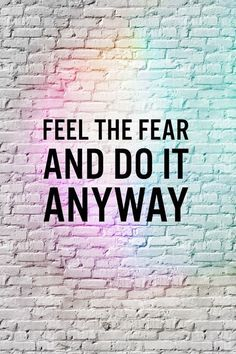 FEEL THE FEAR
AND DO IT
ANYWAY